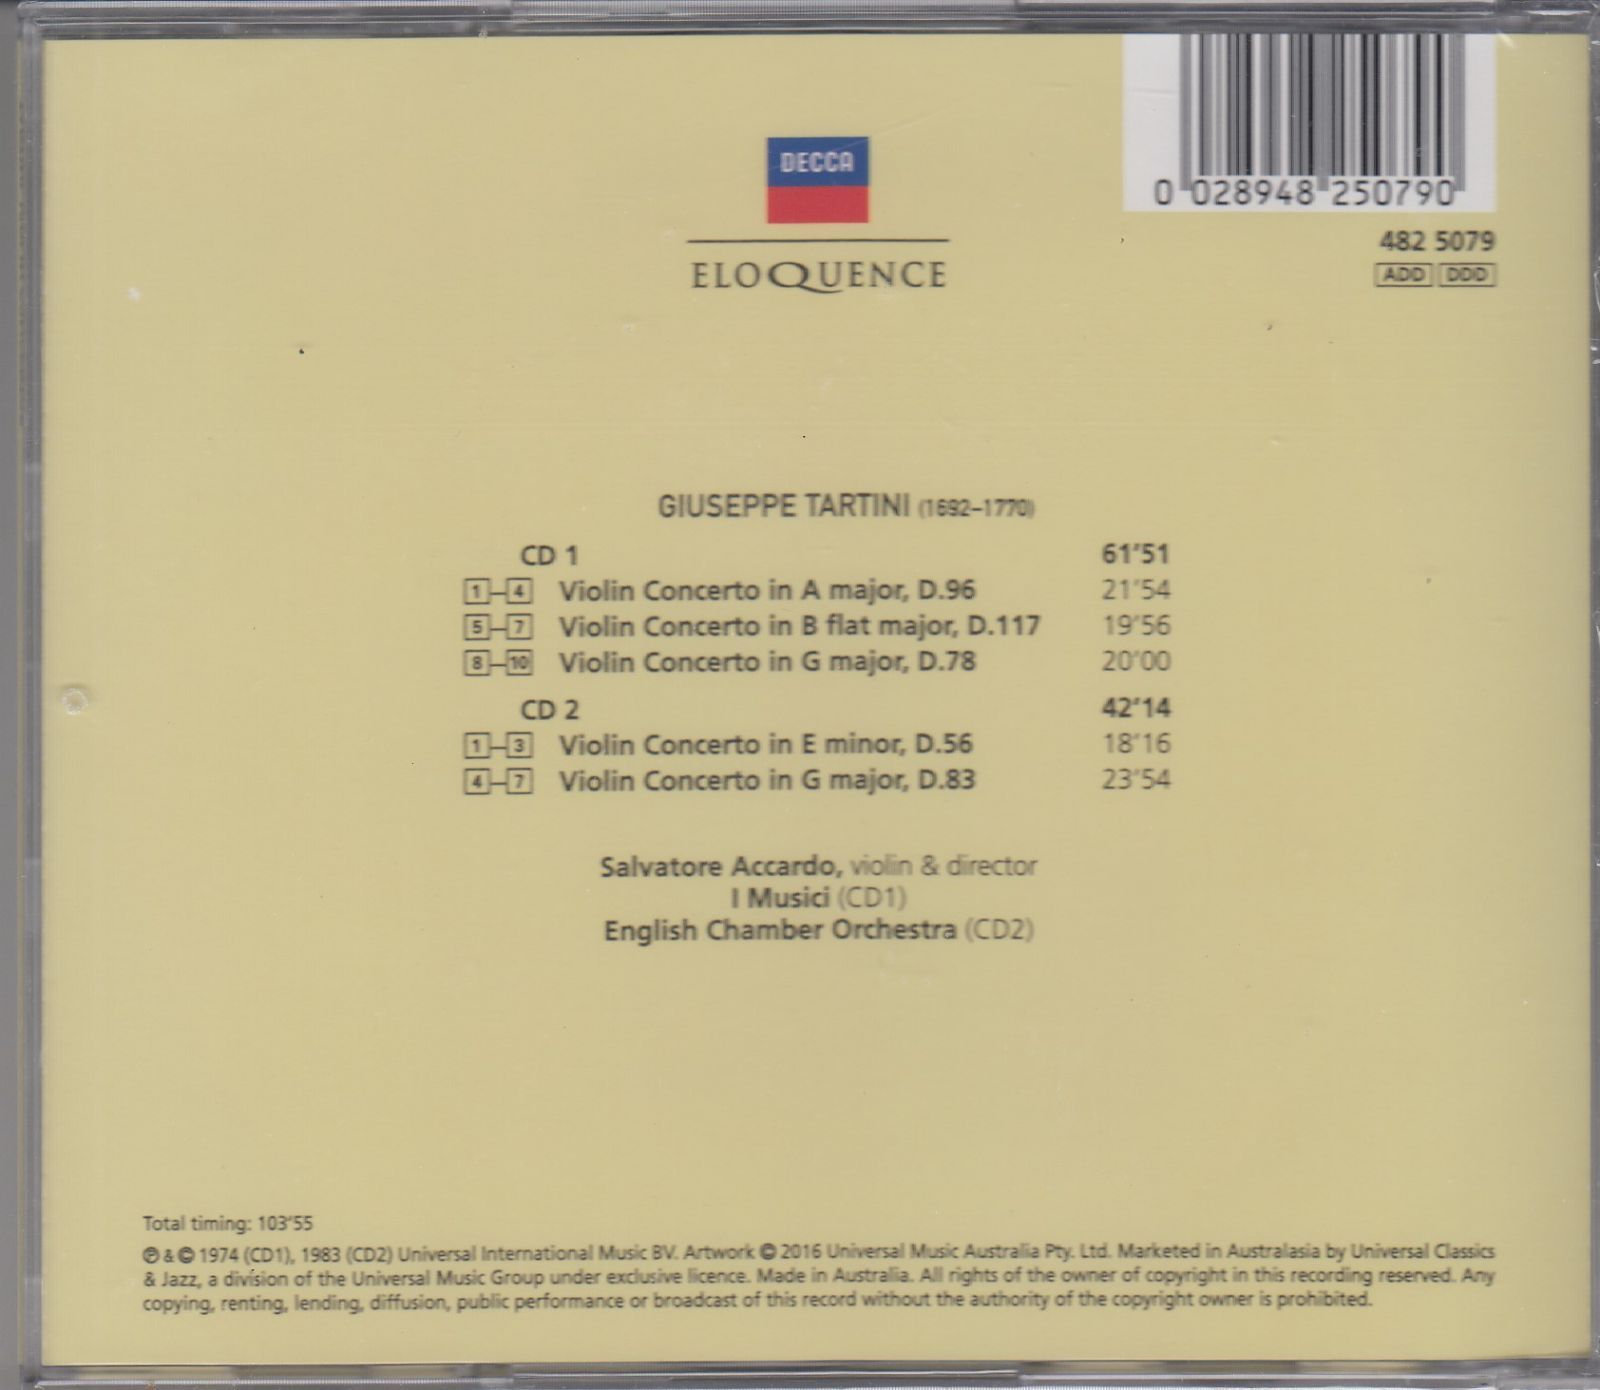 DECCA
ELOQUENCE
0 028948 250790
482 5079
ADD DDD
GIUSEPPE TARTINI (1692–1770)
CD 1 61'51
1–4 Violin Concerto in A major, D.96 21'54
5–7 Violin Concerto in B flat major, D.117 19'56
8–10 Violin Concerto in G major, D.78 20'00
CD 2 42'14
1–3 Violin Concerto in E minor, D.56 18'16
4–7 Violin Concerto in G major, D.83 23'54
Salvatore Accardo, violin & director
I Musici (CD1)
English Chamber Orchestra (CD2)
Total timing: 103'55
℗ & © 1974 (CD1), 1983 (CD2) Universal International Music BV. Artwork © 2016 Universal Music Australia Pty. Ltd. Marketed in Australasia by Universal Classics
& Jazz, a division of the Universal Music Group under exclusive licence. Made in Australia. All rights of the owner of copyright in this recording reserved. Any
copying, renting, lending, diffusion, public performance or broadcast of this record without the authority of the copyright owner is prohibited.